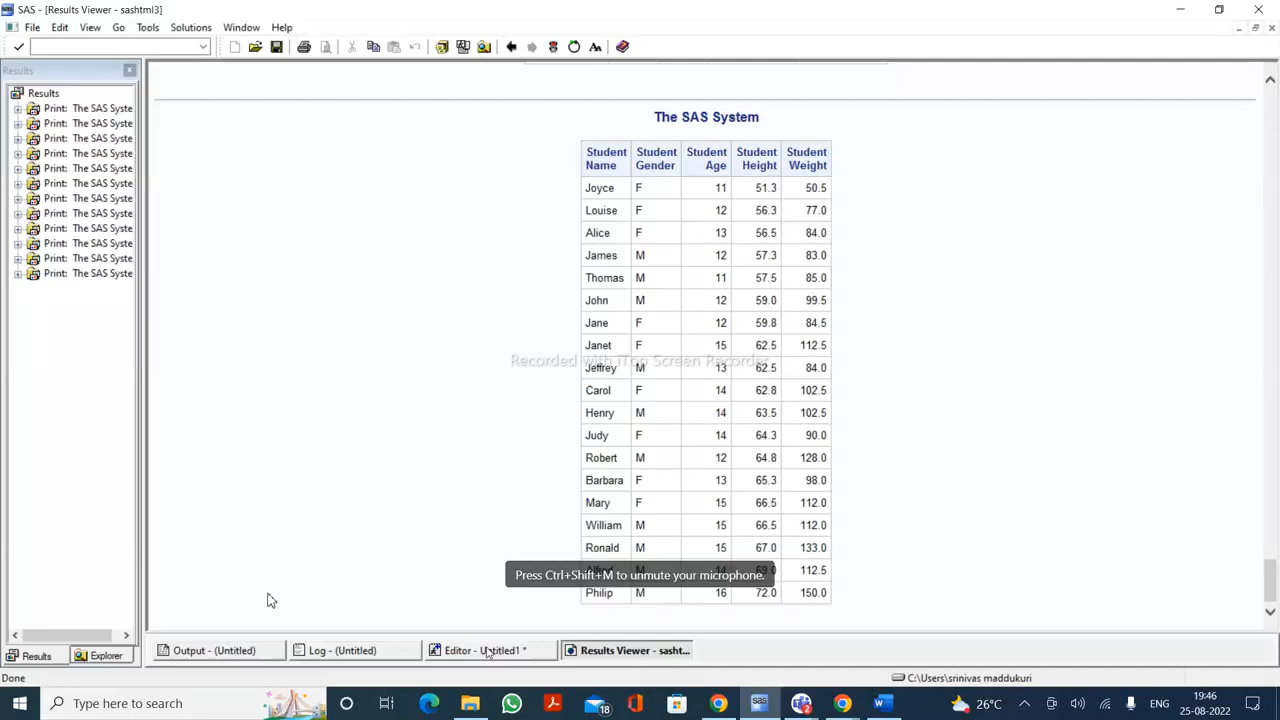 SAS - [Results Viewer - sashtml3]
File Edit View Go Tools Solutions Window Help
Results
Results
Print: The SAS Syste
Print: The SAS Syste
Print: The SAS Syste
Print: The SAS Syste
Print: The SAS Syste
Print: The SAS Syste
Print: The SAS Syste
Print: The SAS Syste
Print: The SAS Syste
Print: The SAS Syste
Print: The SAS Syste
Print: The SAS Syste
The SAS System
Student Name Student Gender Student Age Student Height Student Weight
Joyce F 11 51.3 50.5
Louise F 12 56.3 77.0
Alice F 13 56.5 84.0
James M 12 57.3 83.0
Thomas M 11 57.5 85.0
John M 12 59.0 99.5
Jane F 12 59.8 84.5
Janet F 15 62.5 112.5
Recorded with iTop Screen Recorder
Jeffrey M 13 62.5 84.0
Carol F 14 62.8 102.5
Henry M 14 63.5 102.5
Judy F 14 64.3 90.0
Robert M 12 64.8 128.0
Barbara F 13 65.3 98.0
Mary F 15 66.5 112.0
William M 15 66.5 112.0
Ronald M 15 67.0 133.0
Alfred M 14 69.0 112.5
Press Ctrl+Shift+M to unmute your microphone.
Philip M 16 72.0 150.0
Results Explorer
Output - (Untitled) Log - (Untitled) Editor - Untitled1 * Results Viewer - sasht...
Done C:\Users\srinivas maddukuri
Type here to search 18 26°C ENG 19:46
25-08-2022